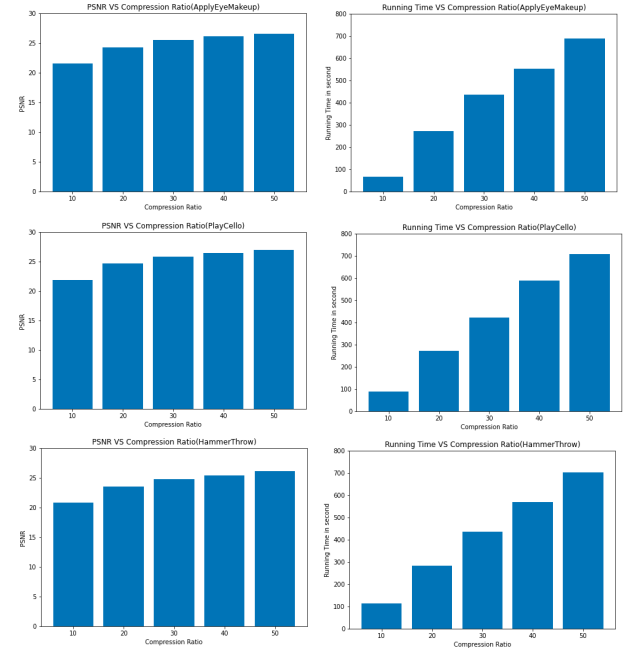 PSNR VS Compression Ratio(ApplyEyeMakeup)
30
25
20
15
10
5
0
PSNR
10 20 30 40 50
Compression Ratio
Running Time VS Compression Ratio(ApplyEyeMakeup)
800
700
600
500
400
300
200
100
0
Running Time in second
10 20 30 40 50
Compression Ratio
PSNR VS Compression Ratio(PlayCello)
30
25
20
15
10
5
0
PSNR
10 20 30 40 50
Compression Ratio
Running Time VS Compression Ratio(PlayCello)
800
700
600
500
400
300
200
100
0
Running Time in second
10 20 30 40 50
Compression Ratio
PSNR VS Compression Ratio(HammerThrow)
30
25
20
15
10
5
0
PSNR
10 20 30 40 50
Compression Ratio
Running Time VS Compression Ratio(HammerThrow)
800
700
600
500
400
300
200
100
0
Running Time in second
10 20 30 40 50
Compression Ratio